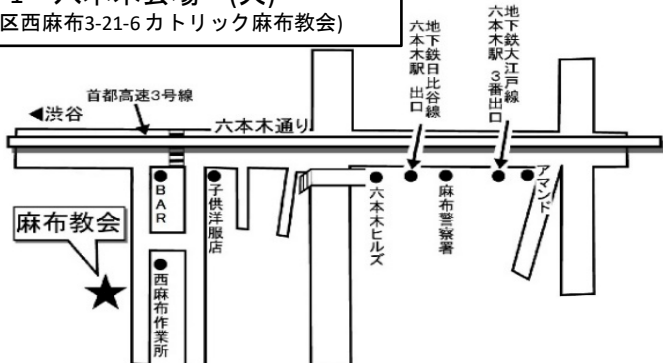 六本木会場 (火)
区西麻布3-21-6 カトリック麻布教会)
地下鉄大江戸線
六本木駅 3番出口
地下鉄日比谷線
六本木駅 出口
首都高速3号線
◀渋谷
六本木通り
BAR
子供洋服店
六本木ヒルズ
麻布警察署
アマンド
麻布教会
西麻布作業所